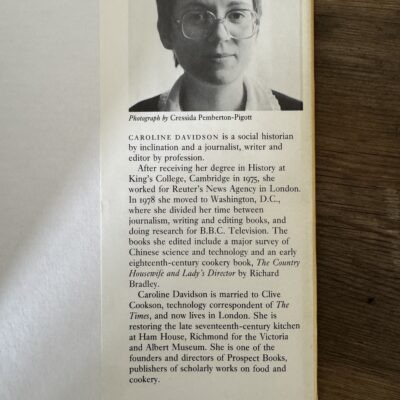 Photograph by Cressida Pemberton-Pigott
CAROLINE DAVIDSON is a social historian
by inclination and a journalist, writer and
editor by profession.
After receiving her degree in History at
King's College, Cambridge in 1975, she
worked for Reuter's News Agency in London.
In 1978 she moved to Washington, D.C.,
where she divided her time between
journalism, writing and editing books, and
doing research for B.B.C. Television. The
books she edited include a major survey of
Chinese science and technology and an early
eighteenth-century cookery book, The Country
Housewife and Lady's Director by Richard
Bradley.
Caroline Davidson is married to Clive
Cookson, technology correspondent of The
Times, and now lives in London. She is
restoring the late seventeenth-century kitchen
at Ham House, Richmond for the Victoria
and Albert Museum. She is one of the
founders and directors of Prospect Books,
publishers of scholarly works on food and
cookery.